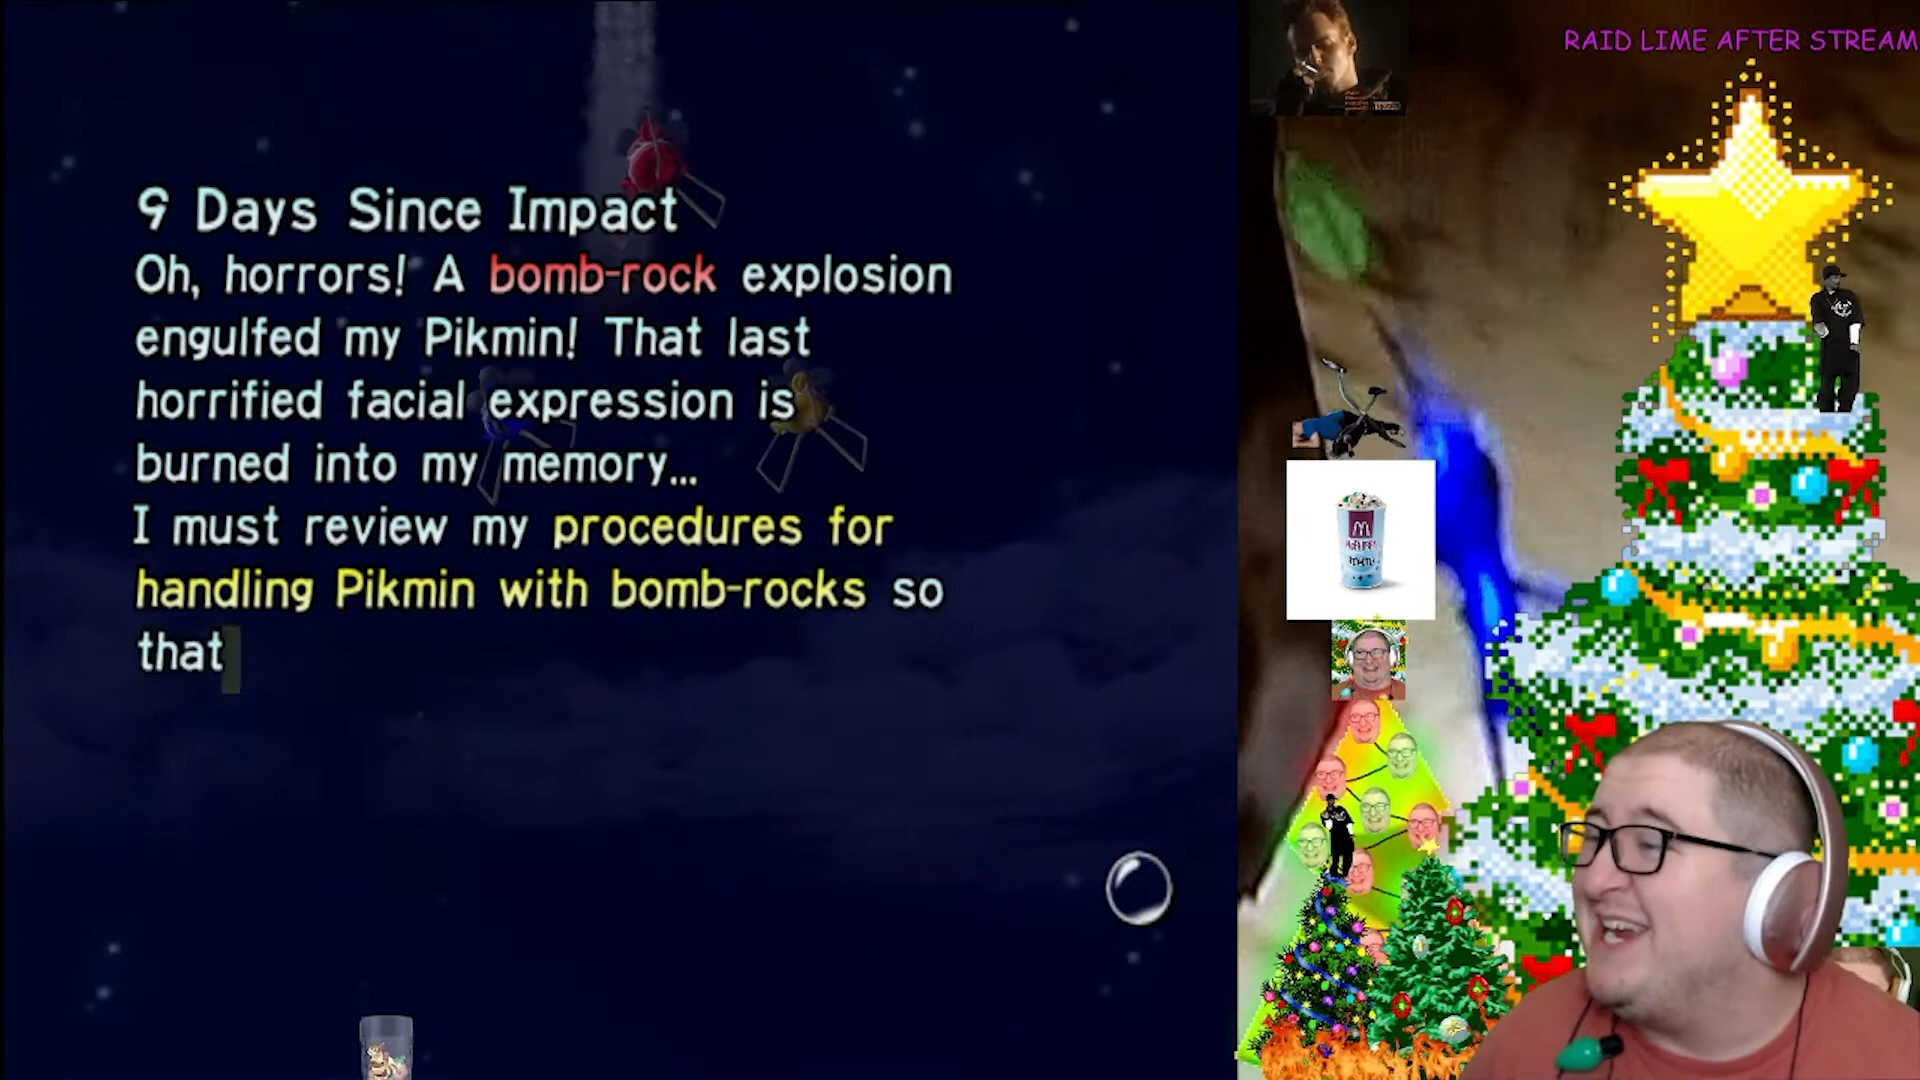 RAID LIME AFTER STREAM
9 Days Since Impact
Oh, horrors! A bomb-rock explosion
engulfed my Pikmin! That last
horrified facial expression is
burned into my memory...
I must review my procedures for
handling Pikmin with bomb-rocks so
that